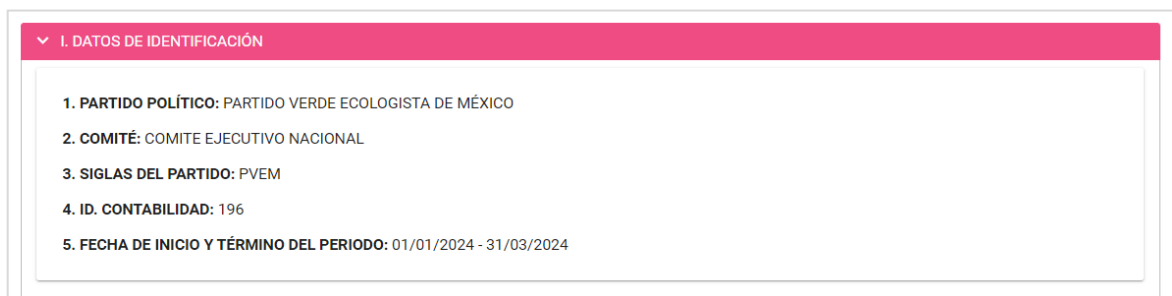 I. DATOS DE IDENTIFICACIÓN
1. PARTIDO POLÍTICO: PARTIDO VERDE ECOLOGISTA DE MÉXICO
2. COMITÉ: COMITE EJECUTIVO NACIONAL
3. SIGLAS DEL PARTIDO: PVEM
4. ID. CONTABILIDAD: 196
5. FECHA DE INICIO Y TÉRMINO DEL PERIODO: 01/01/2024 - 31/03/2024